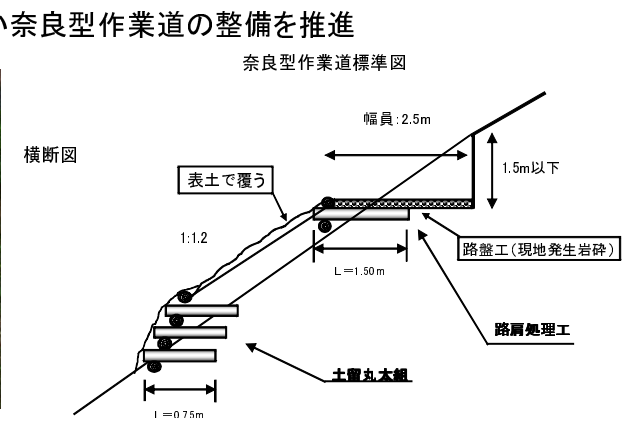 い奈良型作業道の整備を推進
奈良型作業道標準図
横断図
幅員：2.5m
1.5m以下
表土で覆う
1:1.2
路盤工（現地発生岩砕）
L＝1.50m
路肩処理工
土留丸太組
L＝0.75m